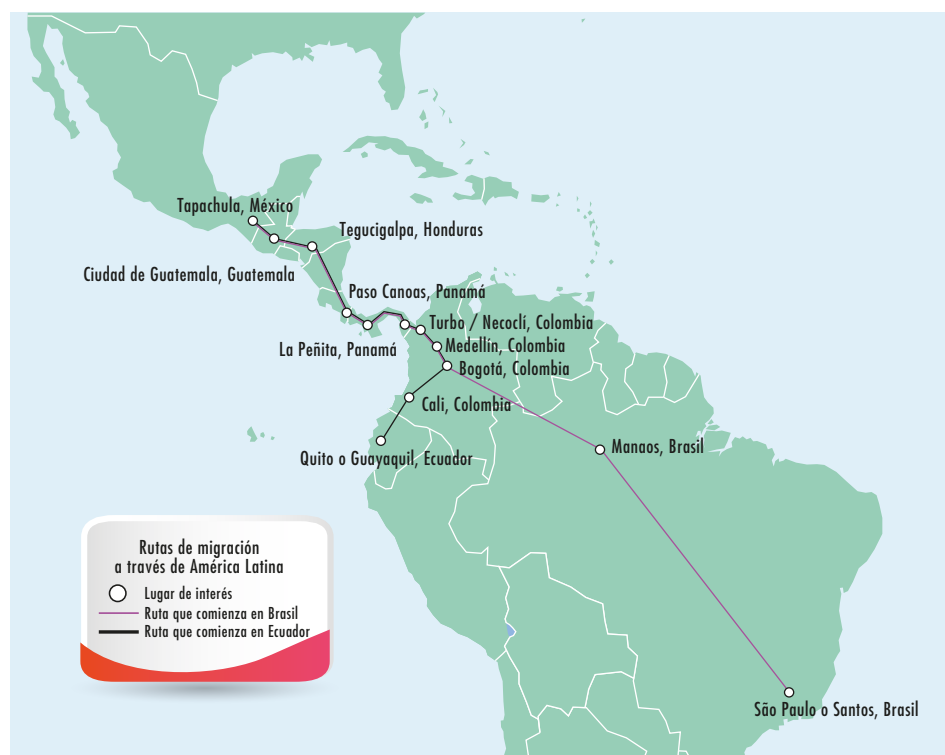 Tapachula, México
Tegucigalpa, Honduras
Ciudad de Guatemala, Guatemala
Paso Canoas, Panamá
Turbo / Necoclí, Colombia
La Peñita, Panamá
Medellín, Colombia
Bogotá, Colombia
Cali, Colombia
Manaos, Brasil
Quito o Guayaquil, Ecuador
Rutas de migración
a través de América Latina
Lugar de interés
Ruta que comienza en Brasil
Ruta que comienza en Ecuador
São Paulo o Santos, Brasil